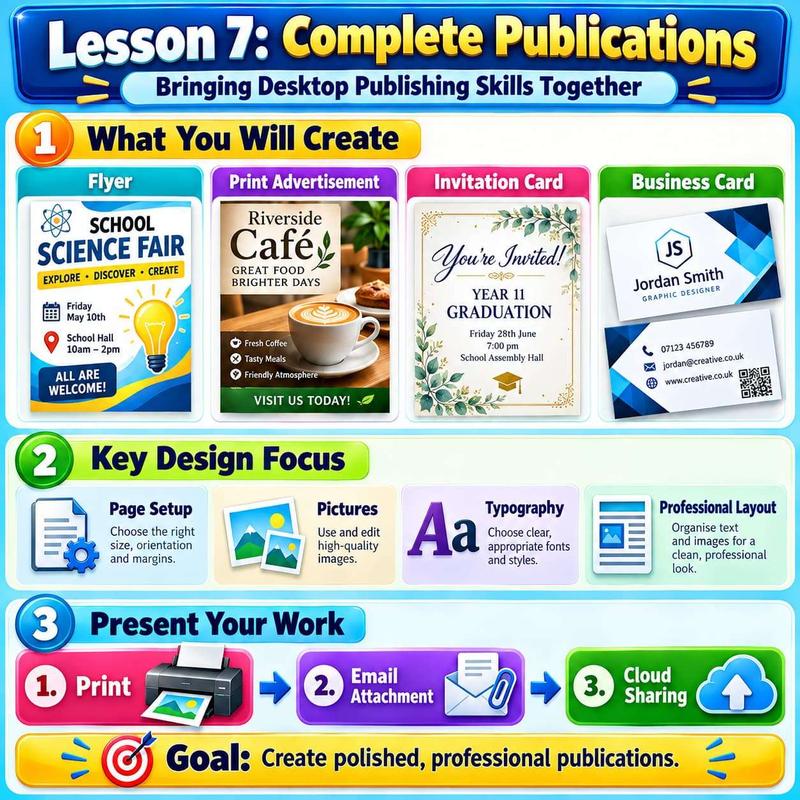 Lesson 7: Complete Publications
Bringing Desktop Publishing Skills Together
1 What You Will Create
Flyer
SCHOOL
SCIENCE FAIR
EXPLORE • DISCOVER • CREATE
Friday
May 10th
School Hall
10am – 2pm
ALL ARE
WELCOME!
Print Advertisement
Riverside
Café
GREAT FOOD
BRIGHTER DAYS
Fresh Coffee
Tasty Meals
Friendly Atmosphere
VISIT US TODAY!
Invitation Card
You're Invited!
YEAR 11
GRADUATION
Friday 28th June
7:00 pm
School Assembly Hall
Business Card
JS
Jordan Smith
GRAPHIC DESIGNER
07123 456789
jordan@creative.co.uk
www.creative.co.uk
2 Key Design Focus
Page Setup
Choose the right
size, orientation
and margins.
Pictures
Use and edit
high-quality
images.
Aa
Typography
Choose clear,
appropriate fonts
and styles.
Professional Layout
Organise text
and images for a
clean, professional
look.
3 Present Your Work
1. Print
2. Email
Attachment
3. Cloud
Sharing
Goal: Create polished, professional publications.